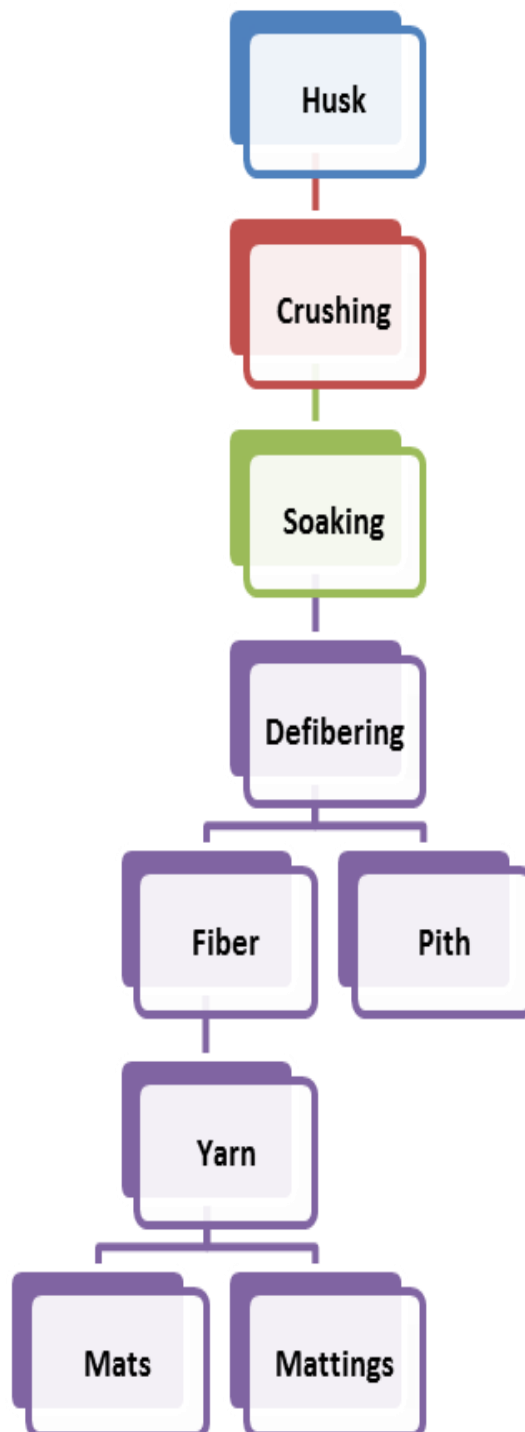 Husk
Crushing
Soaking
Defibering
Fiber
Pith
Yarn
Mats
Mattings